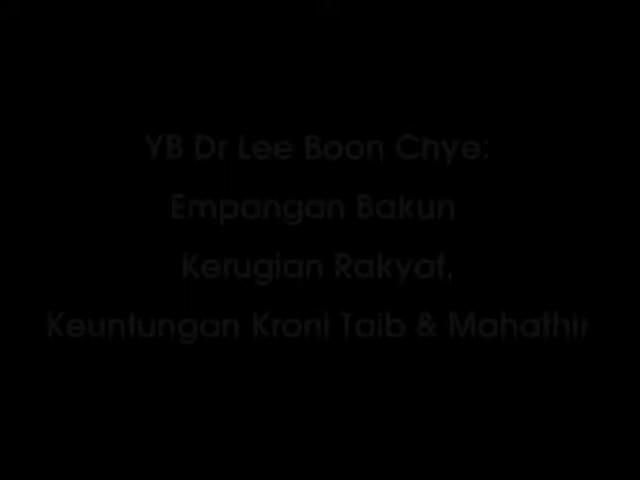 YB Dr Lee Boon Chye:
Empangan Bakun
Kerugian Rakyat,
Keuntungan Kroni Taib & Mahathir